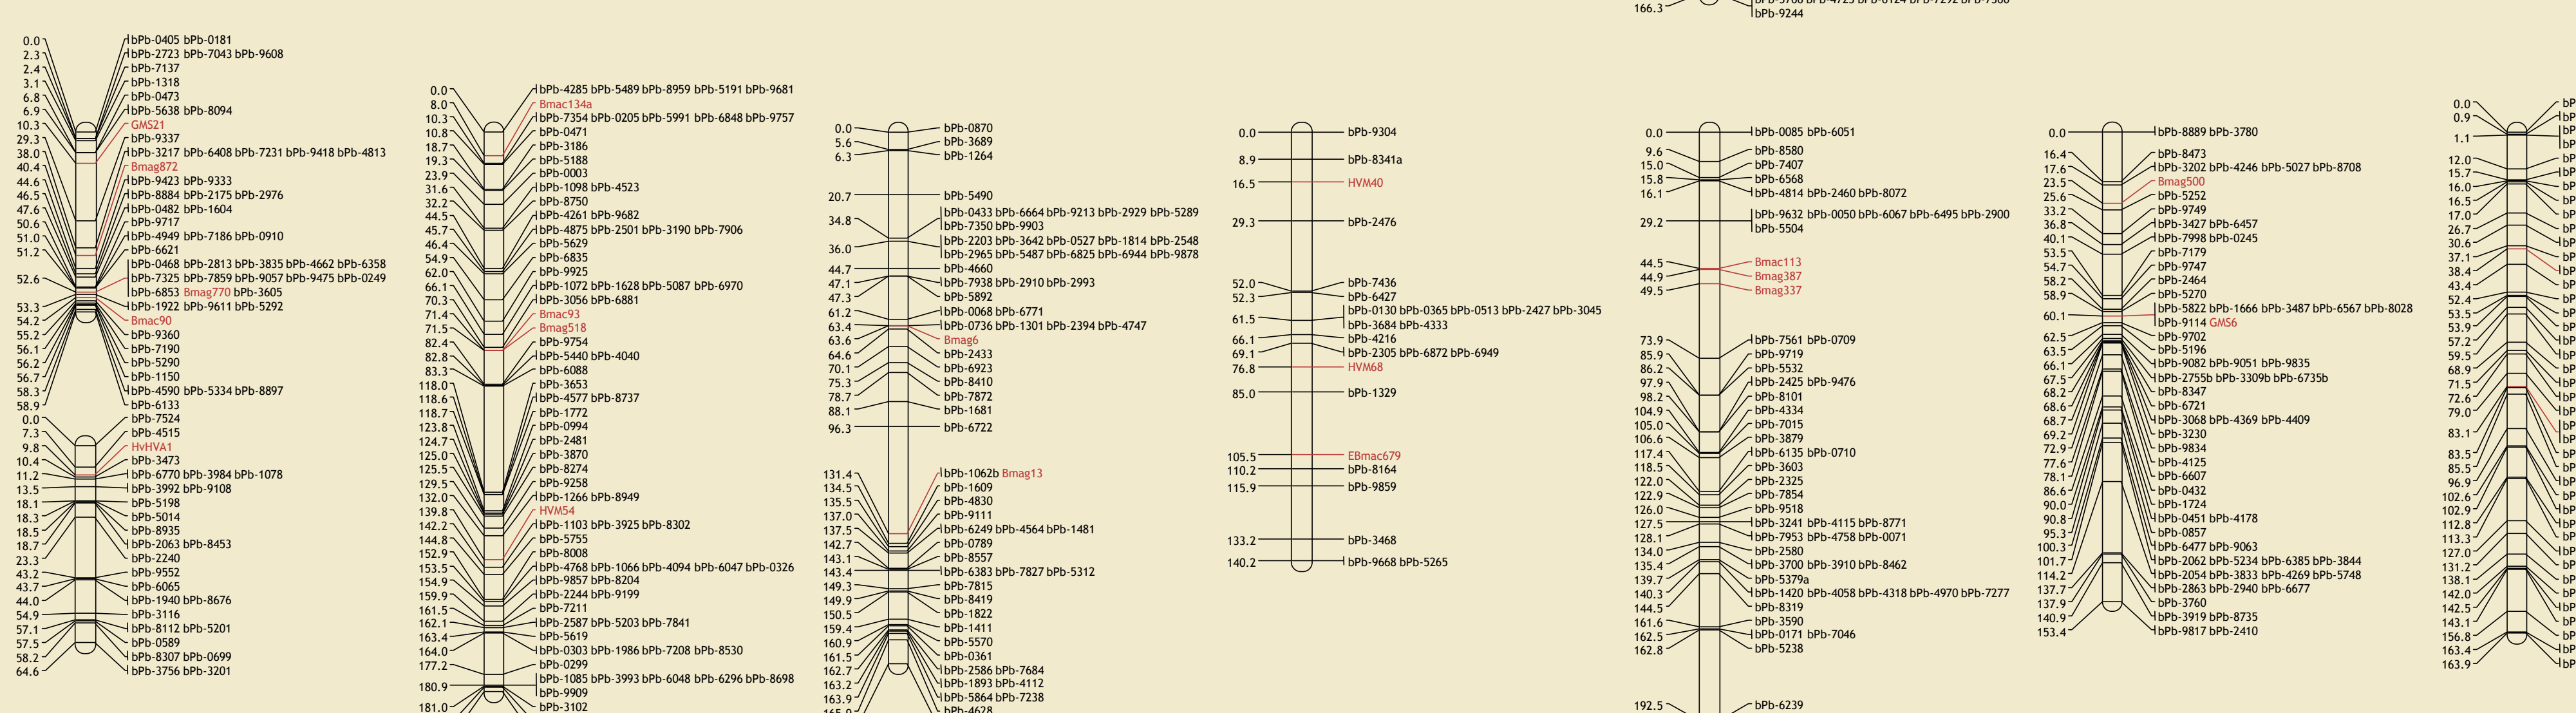 166.3
bPb-9244
0.0 bPb-0405 bPb-0181
2.3 bPb-2723 bPb-7043 bPb-9608
2.4 bPb-7137
3.1 bPb-1318
6.8 bPb-0473
6.9 bPb-5638 bPb-8094
10.3 GMS21
29.3 bPb-9337
38.0 bPb-3217 bPb-6408 bPb-7231 bPb-9418 bPb-4813
40.4 Bmag872
44.6 bPb-9423 bPb-9333
46.5 bPb-8884 bPb-2175 bPb-2976
47.6 bPb-0482 bPb-1604
50.6 bPb-9717
51.0 bPb-4949 bPb-7186 bPb-0910
51.2 bPb-6621
bPb-0468 bPb-2813 bPb-3835 bPb-4662 bPb-6358
52.6 bPb-7325 bPb-7859 bPb-9057 bPb-9475 bPb-0249
bPb-6853 Bmag770 bPb-3605
53.3 bPb-1922 bPb-9611 bPb-5292
54.2 Bmac90
55.2 bPb-9360
56.1 bPb-7190
56.2 bPb-5290
56.7 bPb-1150
58.3 bPb-4590 bPb-5334 bPb-8897
58.9 bPb-6133
0.0 bPb-7524
7.3 bPb-4515
9.8 HvHVA1
10.4 bPb-3473
11.2 bPb-6770 bPb-3984 bPb-1078
13.5 bPb-3992 bPb-9108
18.1 bPb-5198
18.3 bPb-5014
18.5 bPb-8935
18.7 bPb-2063 bPb-8453
23.3 bPb-2240
43.2 bPb-9552
43.7 bPb-6065
44.0 bPb-1940 bPb-8676
54.9 bPb-3116
57.1 bPb-8112 bPb-5201
57.5 bPb-0589
58.2 bPb-8307 bPb-0699
64.6 bPb-3756 bPb-3201
0.0 bPb-4285 bPb-5489 bPb-8959 bPb-5191 bPb-9681
8.0 Bmac134a
10.3 bPb-7354 bPb-0205 bPb-5991 bPb-6848 bPb-9757
10.8 bPb-0471
18.7 bPb-3186
19.3 bPb-5188
23.9 bPb-0003
31.6 bPb-1098 bPb-4523
32.2 bPb-8750
44.5 bPb-4261 bPb-9682
45.7 bPb-4875 bPb-2501 bPb-3190 bPb-7906
46.4 bPb-5629
54.9 bPb-6835
62.0 bPb-9925
66.1 bPb-1072 bPb-1628 bPb-5087 bPb-6970
70.3 bPb-3056 bPb-6881
71.4 Bmac93
71.5 Bmag518
82.4 bPb-9754
82.8 bPb-5440 bPb-4040
83.3 bPb-6088
118.0 bPb-3653
118.6 bPb-4577 bPb-8737
118.7 bPb-1772
123.8 bPb-0994
124.7 bPb-2481
125.0 bPb-3870
125.5 bPb-8274
129.5 bPb-9258
132.0 bPb-1266 bPb-8949
139.8 HVM54
142.2 bPb-1103 bPb-3925 bPb-8302
144.8 bPb-5755
152.9 bPb-8008
153.5 bPb-4768 bPb-1066 bPb-4094 bPb-6047 bPb-0326
154.9 bPb-9857 bPb-8204
159.9 bPb-2244 bPb-9199
161.5 bPb-7211
162.1 bPb-2587 bPb-5203 bPb-7841
163.4 bPb-5619
164.0 bPb-0303 bPb-1986 bPb-7208 bPb-8530
177.2 bPb-0299
180.9 bPb-1085 bPb-3993 bPb-6048 bPb-6296 bPb-8698
bPb-9909
181.0 bPb-3102
0.0 bPb-0870
5.6 bPb-3689
6.3 bPb-1264
20.7 bPb-5490
34.8 bPb-0433 bPb-6664 bPb-9213 bPb-2929 bPb-5289
bPb-7350 bPb-9903
36.0 bPb-2203 bPb-3642 bPb-0527 bPb-1814 bPb-2548
bPb-2965 bPb-5487 bPb-6825 bPb-6944 bPb-9878
44.7 bPb-4660
47.1 bPb-7938 bPb-2910 bPb-2993
47.3 bPb-5892
61.2 bPb-0068 bPb-6771
63.4 bPb-0736 bPb-1301 bPb-2394 bPb-4747
63.6 Bmag6
64.6 bPb-2433
70.1 bPb-6923
75.3 bPb-8410
78.7 bPb-7872
88.1 bPb-1681
96.3 bPb-6722
131.4 bPb-1062b Bmag13
134.5 bPb-1609
135.5 bPb-4830
137.0 bPb-9111
137.5 bPb-6249 bPb-4564 bPb-1481
142.7 bPb-0789
143.1 bPb-8557
143.4 bPb-6383 bPb-7827 bPb-5312
149.3 bPb-7815
149.9 bPb-8419
150.5 bPb-1822
159.4 bPb-1411
160.9 bPb-5570
161.5 bPb-0361
162.7 bPb-2586 bPb-7684
163.2 bPb-1893 bPb-4112
163.9 bPb-5864 bPb-7238
bPb-4628
0.0 bPb-9304
8.9 bPb-8341a
16.5 HVM40
29.3 bPb-2476
52.0 bPb-7436
52.3 bPb-6427
61.5 bPb-0130 bPb-0365 bPb-0513 bPb-2427 bPb-3045
bPb-3684 bPb-4333
66.1 bPb-4216
69.1 bPb-2305 bPb-6872 bPb-6949
76.8 HVM68
85.0 bPb-1329
105.5 EBmac679
110.2 bPb-8164
115.9 bPb-9859
133.2 bPb-3468
140.2 bPb-9668 bPb-5265
0.0 bPb-0085 bPb-6051
9.6 bPb-8580
15.0 bPb-7407
15.8 bPb-6568
16.1 bPb-4814 bPb-2460 bPb-8072
29.2 bPb-9632 bPb-0050 bPb-6067 bPb-6495 bPb-2900
bPb-5504
44.5 Bmac113
44.9 Bmag387
49.5 Bmag337
73.9 bPb-7561 bPb-0709
85.9 bPb-9719
86.2 bPb-5532
97.9 bPb-2425 bPb-9476
98.2 bPb-8101
104.9 bPb-4334
105.0 bPb-7015
106.6 bPb-3879
117.4 bPb-6135 bPb-0710
118.5 bPb-3603
122.0 bPb-2325
122.9 bPb-7854
126.0 bPb-9518
127.5 bPb-3241 bPb-4115 bPb-8771
128.1 bPb-7953 bPb-4758 bPb-0071
134.0 bPb-2580
135.4 bPb-3700 bPb-3910 bPb-8462
139.7 bPb-5379a
140.3 bPb-1420 bPb-4058 bPb-4318 bPb-4970 bPb-7277
144.5 bPb-8319
161.6 bPb-3590
162.5 bPb-0171 bPb-7046
162.8 bPb-5238
192.5 bPb-6239
0.0 bPb-8889 bPb-3780
16.4 bPb-8473
17.6 bPb-3202 bPb-4246 bPb-5027 bPb-8708
23.5 Bmag500
25.6 bPb-5252
33.2 bPb-9749
36.8 bPb-3427 bPb-6457
40.1 bPb-7998 bPb-0245
53.5 bPb-7179
54.7 bPb-9747
58.2 bPb-2464
58.9 bPb-5270
60.1 bPb-5822 bPb-1666 bPb-3487 bPb-6567 bPb-8028
bPb-9114 GMS6
62.5 bPb-9702
63.5 bPb-5196
66.1 bPb-9082 bPb-9051 bPb-9835
67.5 bPb-2755b bPb-3309b bPb-6735b
68.2 bPb-8347
68.6 bPb-6721
68.7 bPb-3068 bPb-4369 bPb-4409
69.2 bPb-3230
72.9 bPb-9834
77.6 bPb-4125
78.1 bPb-6607
86.6 bPb-0432
90.0 bPb-1724
90.8 bPb-0451 bPb-4178
95.3 bPb-0857
100.3 bPb-6477 bPb-9063
101.7 bPb-2062 bPb-5234 bPb-6385 bPb-3844
114.2 bPb-2054 bPb-3833 bPb-4269 bPb-5748
137.7 bPb-2863 bPb-2940 bPb-6677
137.9 bPb-3760
140.9 bPb-3919 bPb-8735
153.4 bPb-9817 bPb-2410
0.0
0.9
1.1
12.0
15.7
16.0
16.5
17.0
26.7
30.6
37.1
38.4
43.4
52.4
53.5
53.9
57.2
59.5
68.9
71.5
72.6
79.0
83.1
83.5
85.5
96.9
102.6
102.9
112.8
113.3
127.0
131.2
138.1
142.0
142.5
143.1
156.8
163.4
163.9